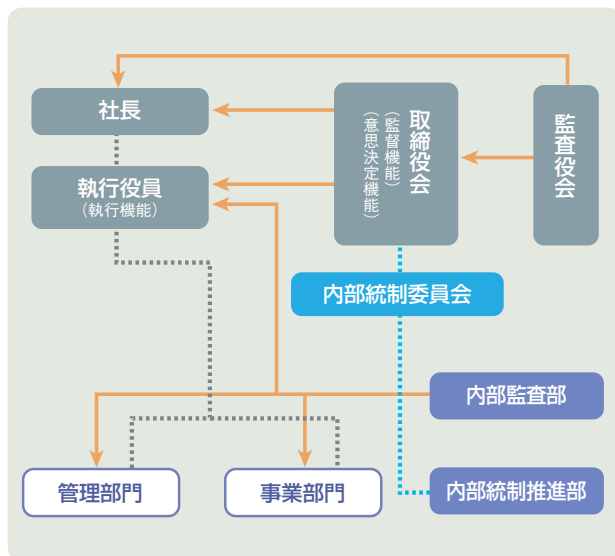 社長
執行役員
（執行機能）
取締役会
（監督機能）
（意思決定機能）
監査役会
内部統制委員会
内部監査部
管理部門
事業部門
内部統制推進部